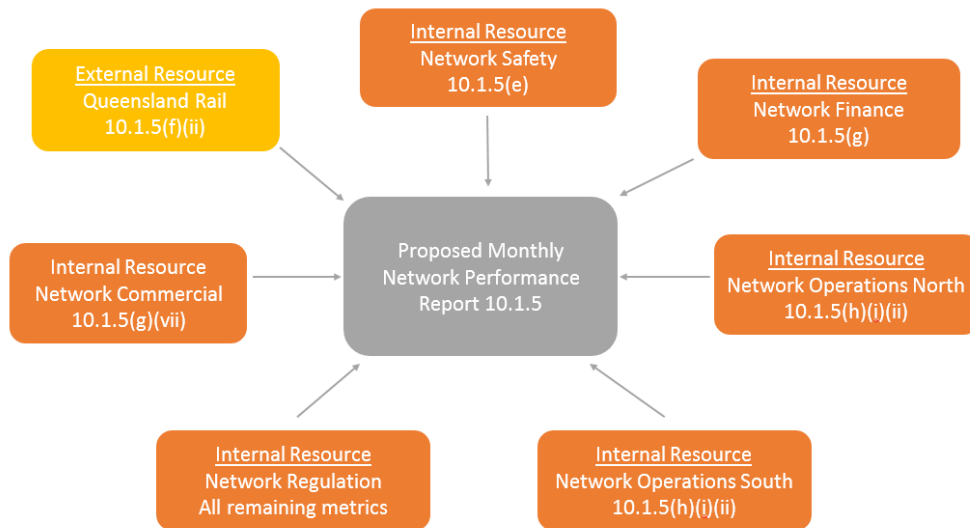 Internal Resource
Network Safety
10.1.5(e)
External Resource
Queensland Rail
10.1.5(f)(ii)
Internal Resource
Network Finance
10.1.5(g)
Internal Resource
Network Commercial
10.1.5(g)(vii)
Proposed Monthly
Network Performance
Report 10.1.5
Internal Resource
Network Operations North
10.1.5(h)(i)(ii)
Internal Resource
Network Regulation
All remaining metrics
Internal Resource
Network Operations South
10.1.5(h)(i)(ii)